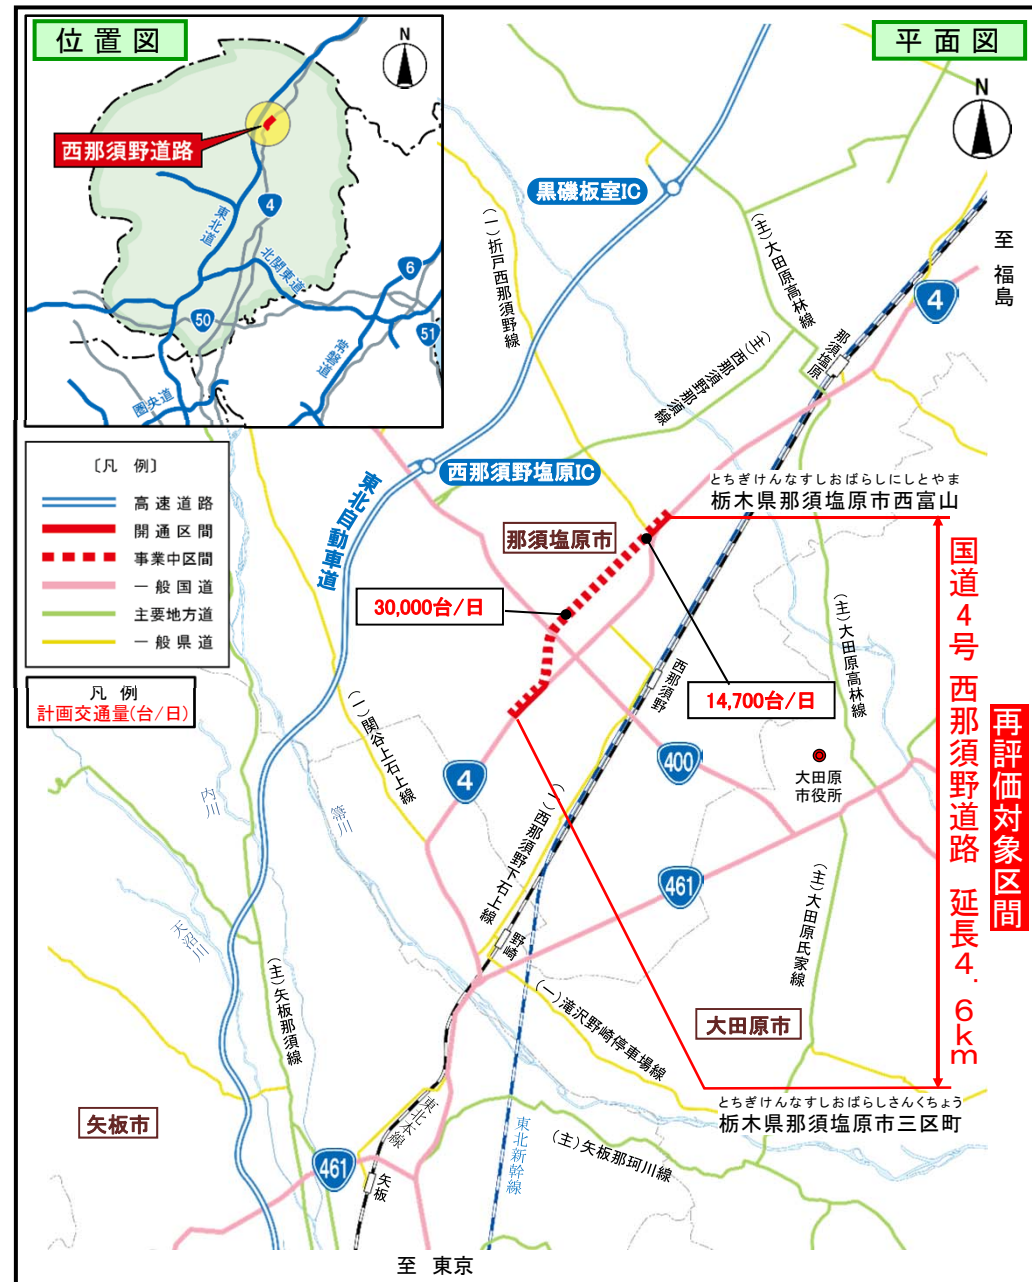 位置図
N
西那須野道路
4
東北道
北関東道
6
50
51
常磐道
圏央道
平面図
N
黒磯板室IC
(一)折戸西那須野線
(主)大田原高林線
至 福島
4
那須塩原
(主)西那須野那須線
西那須野塩原IC
東北自動車道
〔凡 例〕
高速道路
開通区間
事業中区間
一般国道
主要地方道
一般県道
凡 例
計画交通量(台/日)
とちぎけんなすしおばらしにしとやま
栃木県那須塩原市西富山
那須塩原市
30,000台/日
14,700台/日
西那須野
(主)大田原高林線
国道4号 西那須野道路 延長4.6km
再評価対象区間
(一)関谷上石上線
4
400
大田原
市役所
内川
箒川
(一)西那須野下石上線
461
野崎
(主)大田原氏家線
天沼川
(主)矢板那須線
(一)滝沢野崎停車場線
大田原市
とちぎけんなすしおばらしさんくちょう
栃木県那須塩原市三区町
矢板市
東北本線
東北新幹線
(主)矢板那珂川線
461
矢板
至 東京